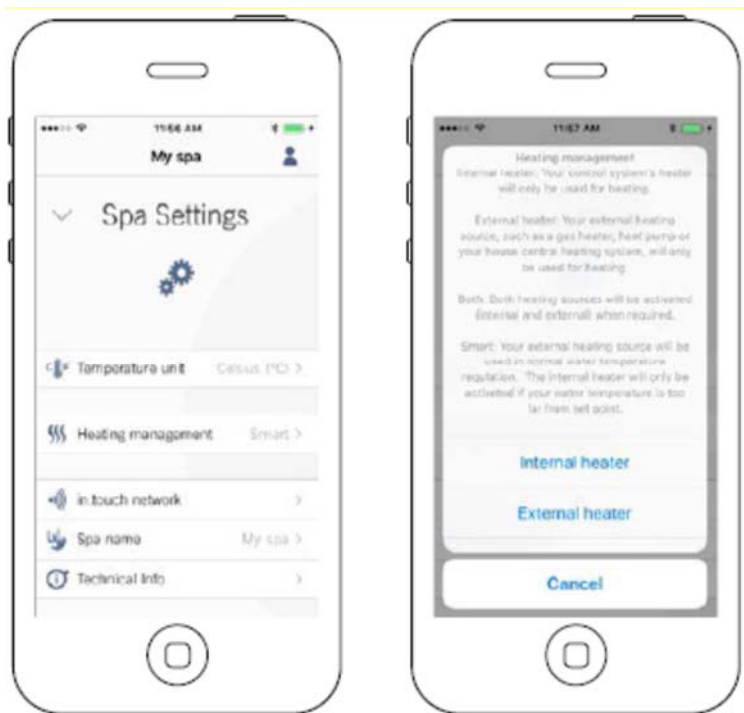 11:56 AM
My spa
Spa Settings
Temperature unit Celsius (°C)
Heating management Smart
in.touch network
Spa name My spa
Technical Info
11:57 AM
Heating management
Internal heater: Your control system's heater
will only be used for heating.
External heater: Your external heating
source, such as a gas heater, heat pump or
your house central heating system, will only
be used for heating
Both: Both heating sources will be activated
(internal and external) when required.
Smart: Your external heating source will be
used in normal water temperature
regulation. The internal heater will only be
activated if your water temperature is too
far from set point.
Internal heater
External heater
Cancel